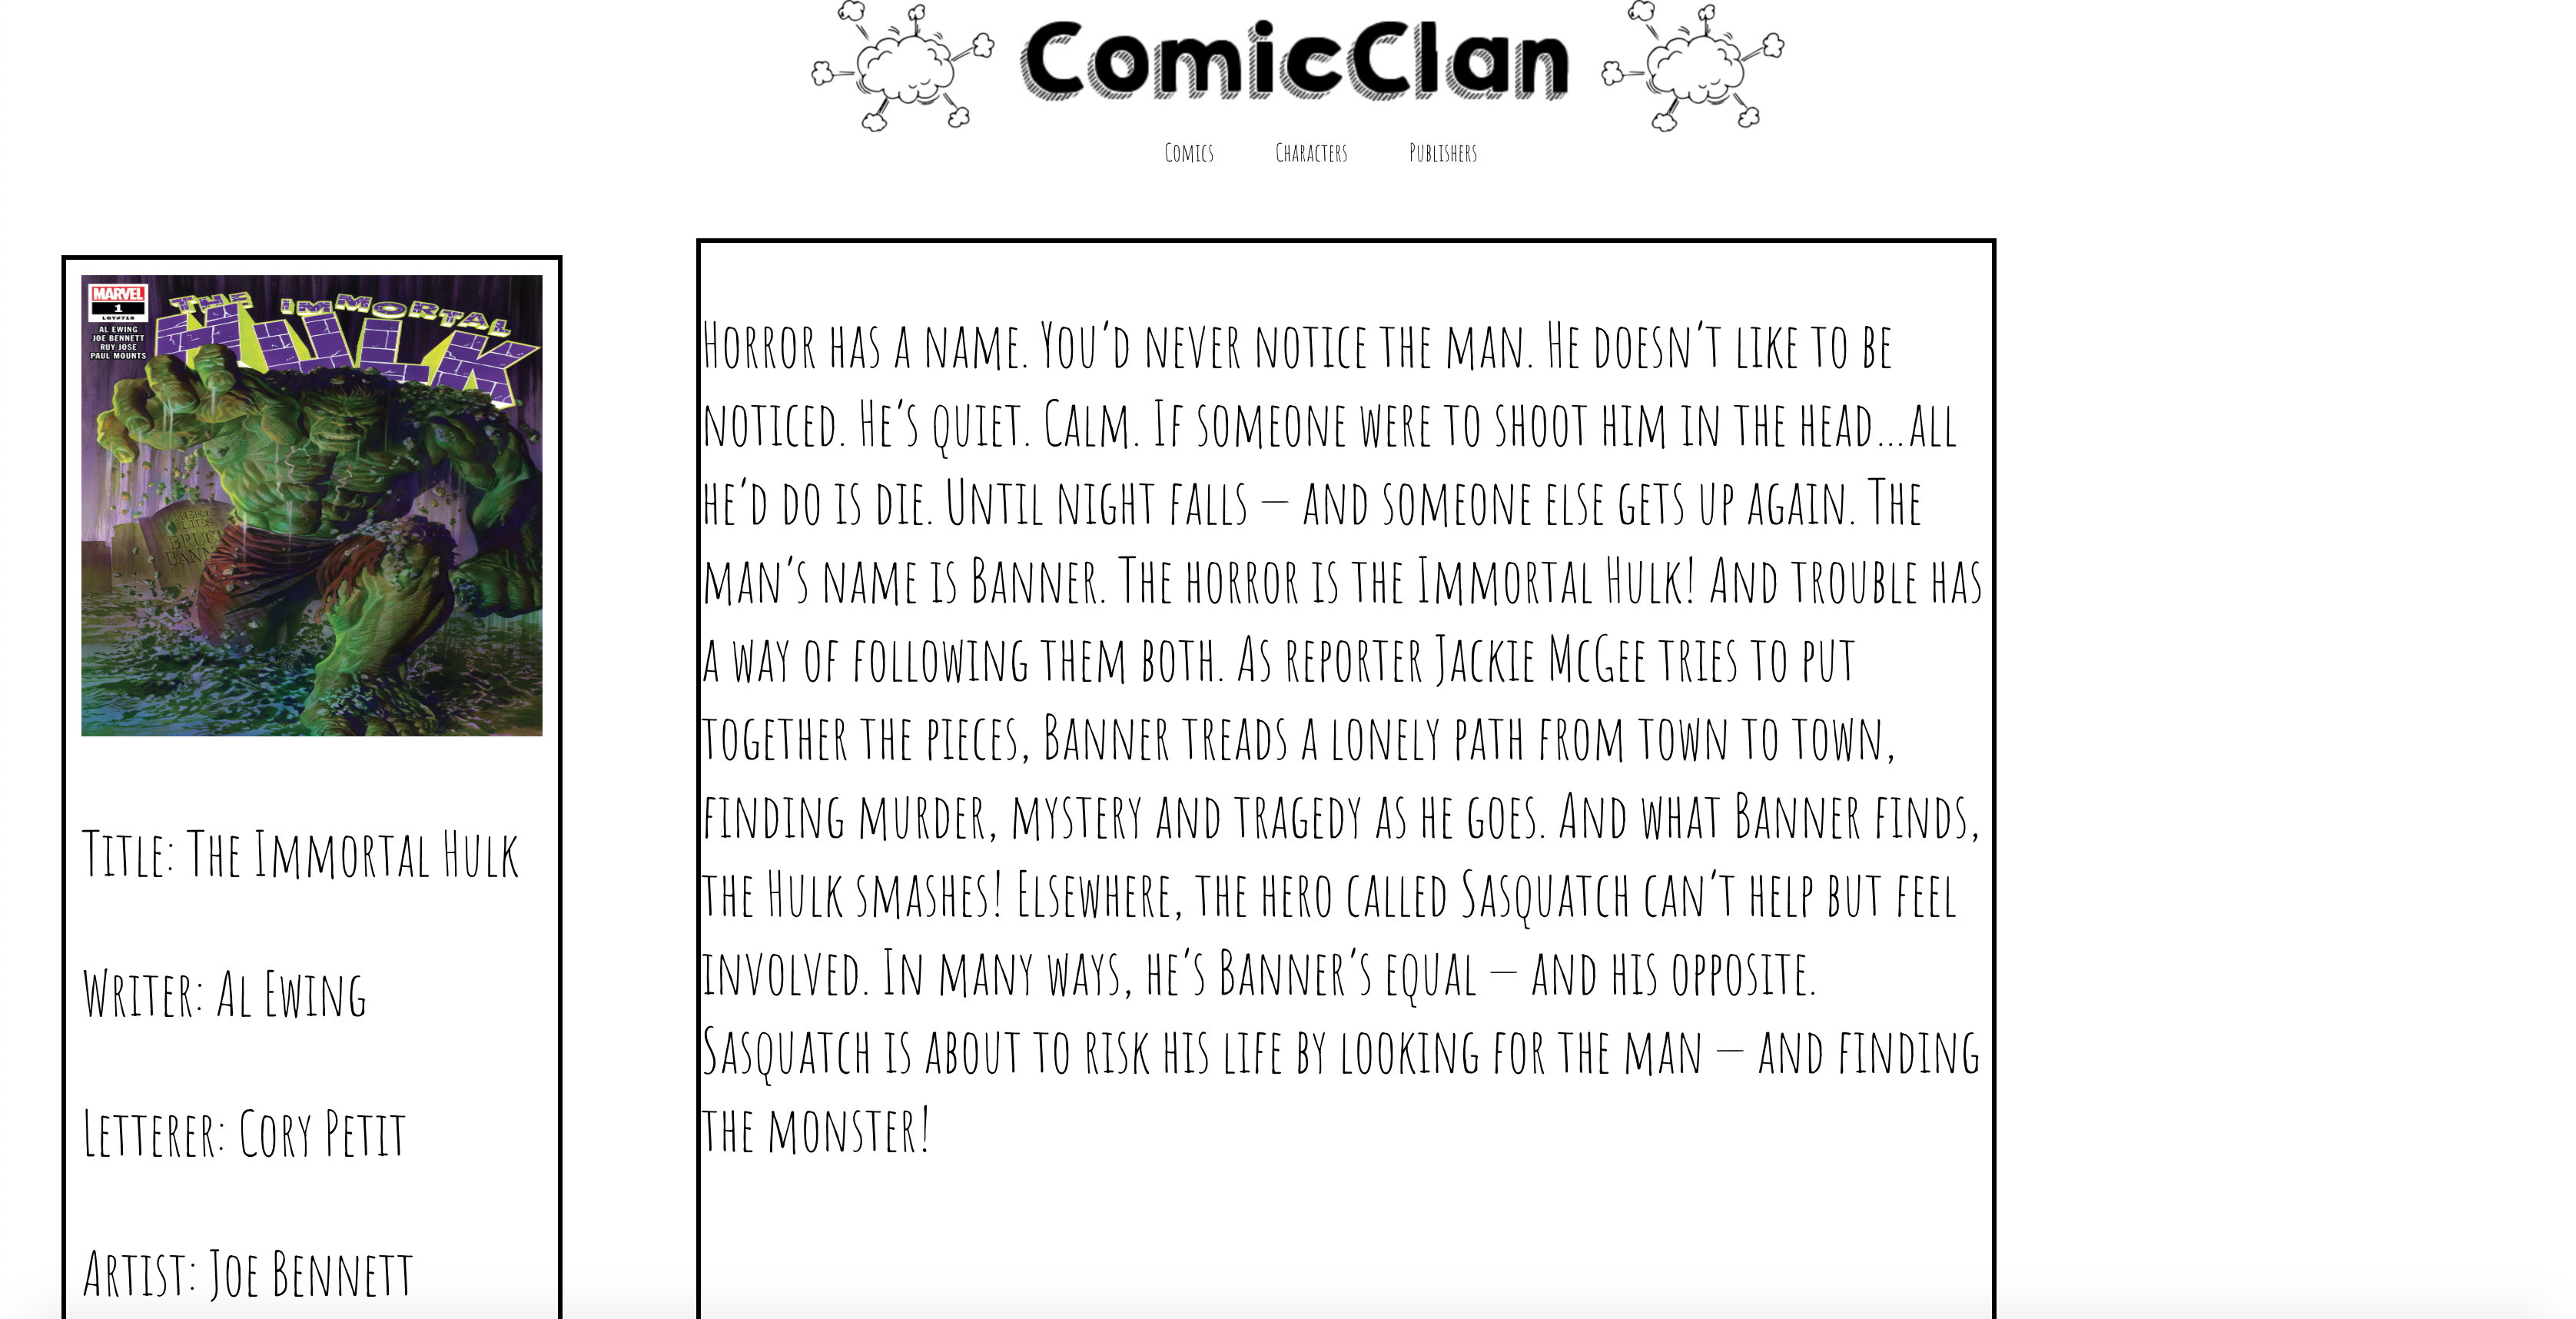 ComicClan
Comics Characters Publishers
MARVEL
1
LGY#718
AL EWING
JOE BENNETT
RUY JOSE
PAUL MOUNTS
THE IMMORTAL
HULK
HERE
LIES
BRUCE
BANN
Title: The Immortal Hulk
Writer: Al Ewing
Letterer: Cory Petit
Artist: Joe Bennett
Horror has a name. You’d never notice the man. He doesn’t like to be
noticed. He’s quiet. Calm. If someone were to shoot him in the head...all
he’d do is die. Until night falls — and someone else gets up again. The
man’s name is Banner. The horror is the Immortal Hulk! And trouble has
a way of following them both. As reporter Jackie McGee tries to put
together the pieces, Banner treads a lonely path from town to town,
finding murder, mystery and tragedy as he goes. And what Banner finds,
the Hulk smashes! Elsewhere, the hero called Sasquatch can’t help but feel
involved. In many ways, he’s Banner’s equal — and his opposite.
Sasquatch is about to risk his life by looking for the man — and finding
the monster!